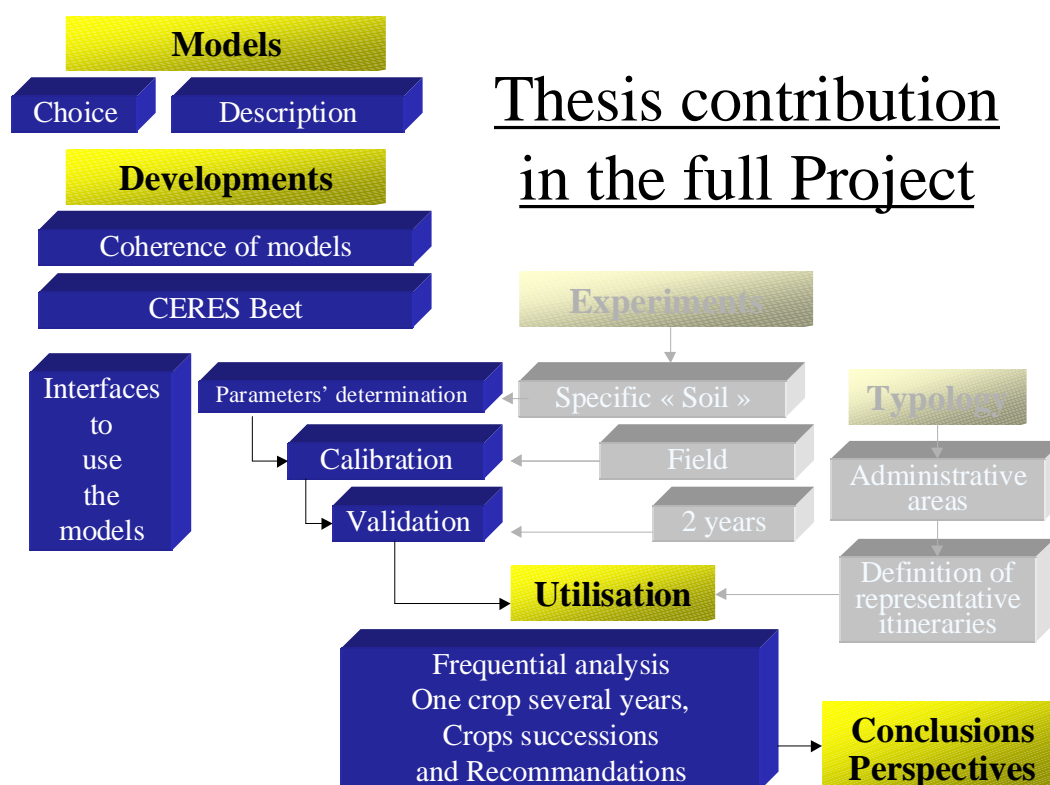 Models
Choice
Description
Thesis contribution
in the full Project
Developments
Coherence of models
CERES Beet
Experiments
Interfaces
to
use
the
models
Parameters’ determination
Specific « Soil »
Typology
Calibration
Field
Administrative
areas
Validation
2 years
Utilisation
Definition of
representative
itineraries
Frequential analysis
One crop several years,
Crops successions
and Recommandations
Conclusions
Perspectives